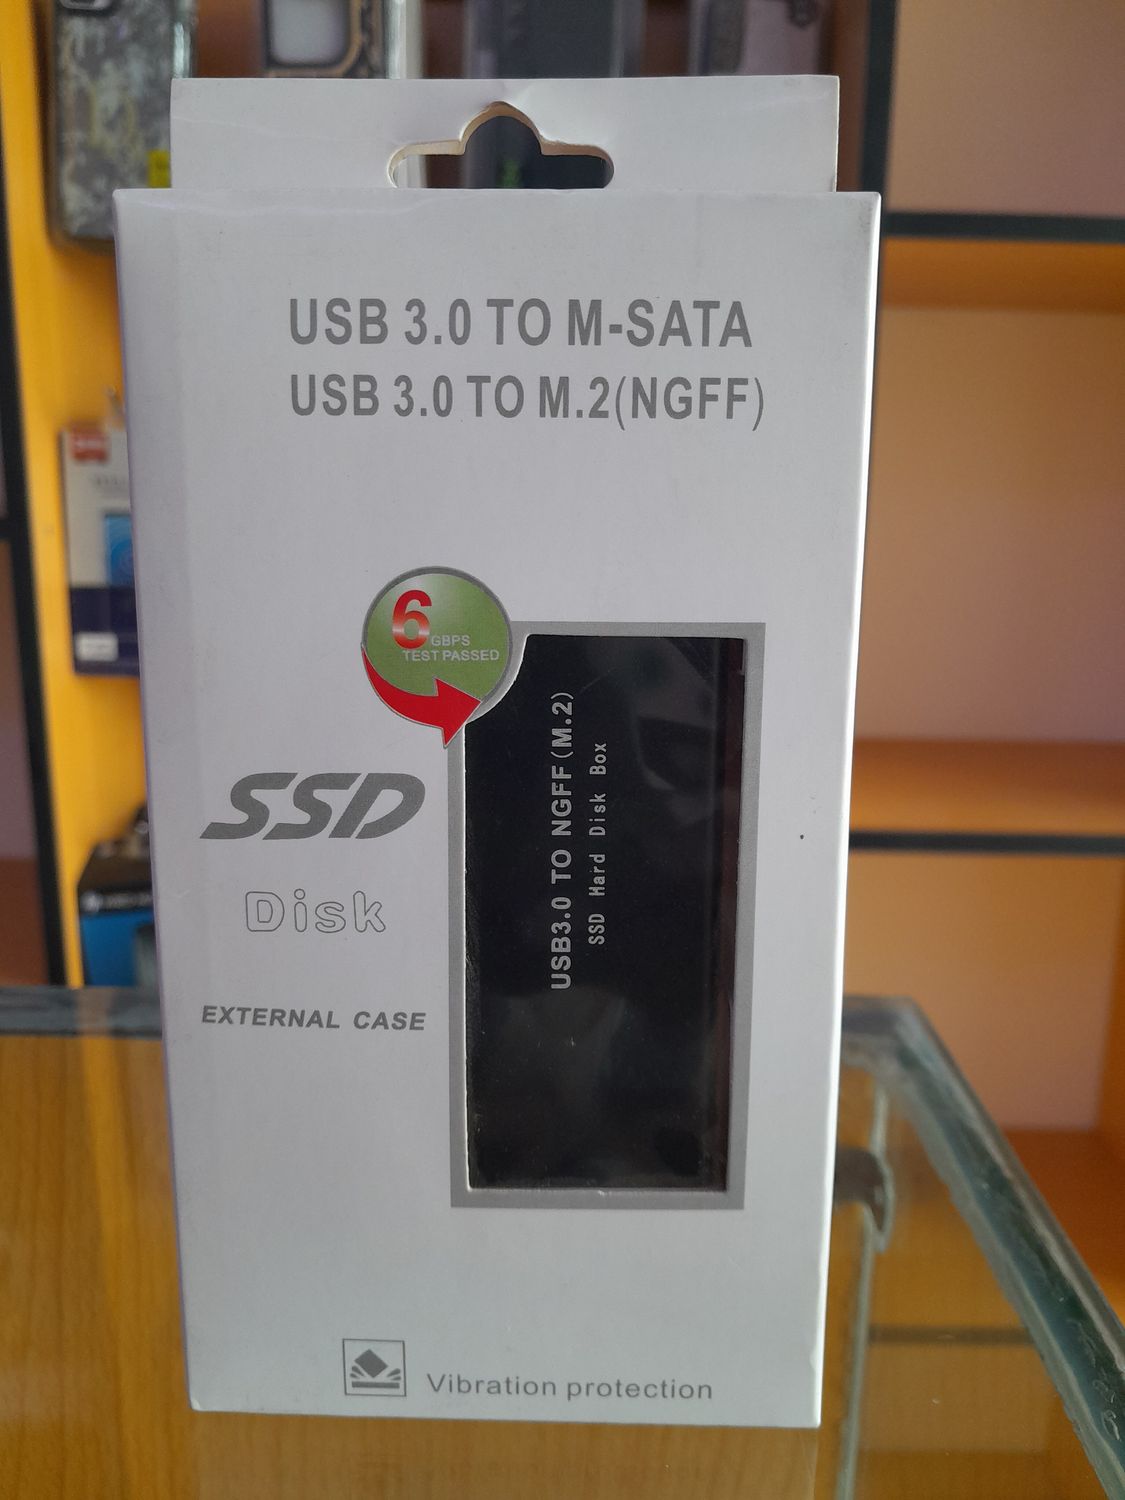 USB 3.0 TO M-SATA
USB 3.0 TO M.2(NGFF)
6
GBPS
TEST PASSED
USB3.0 TO NGFF(M.2)
SSD Hard Disk Box
SSD
Disk
EXTERNAL CASE
Vibration protection